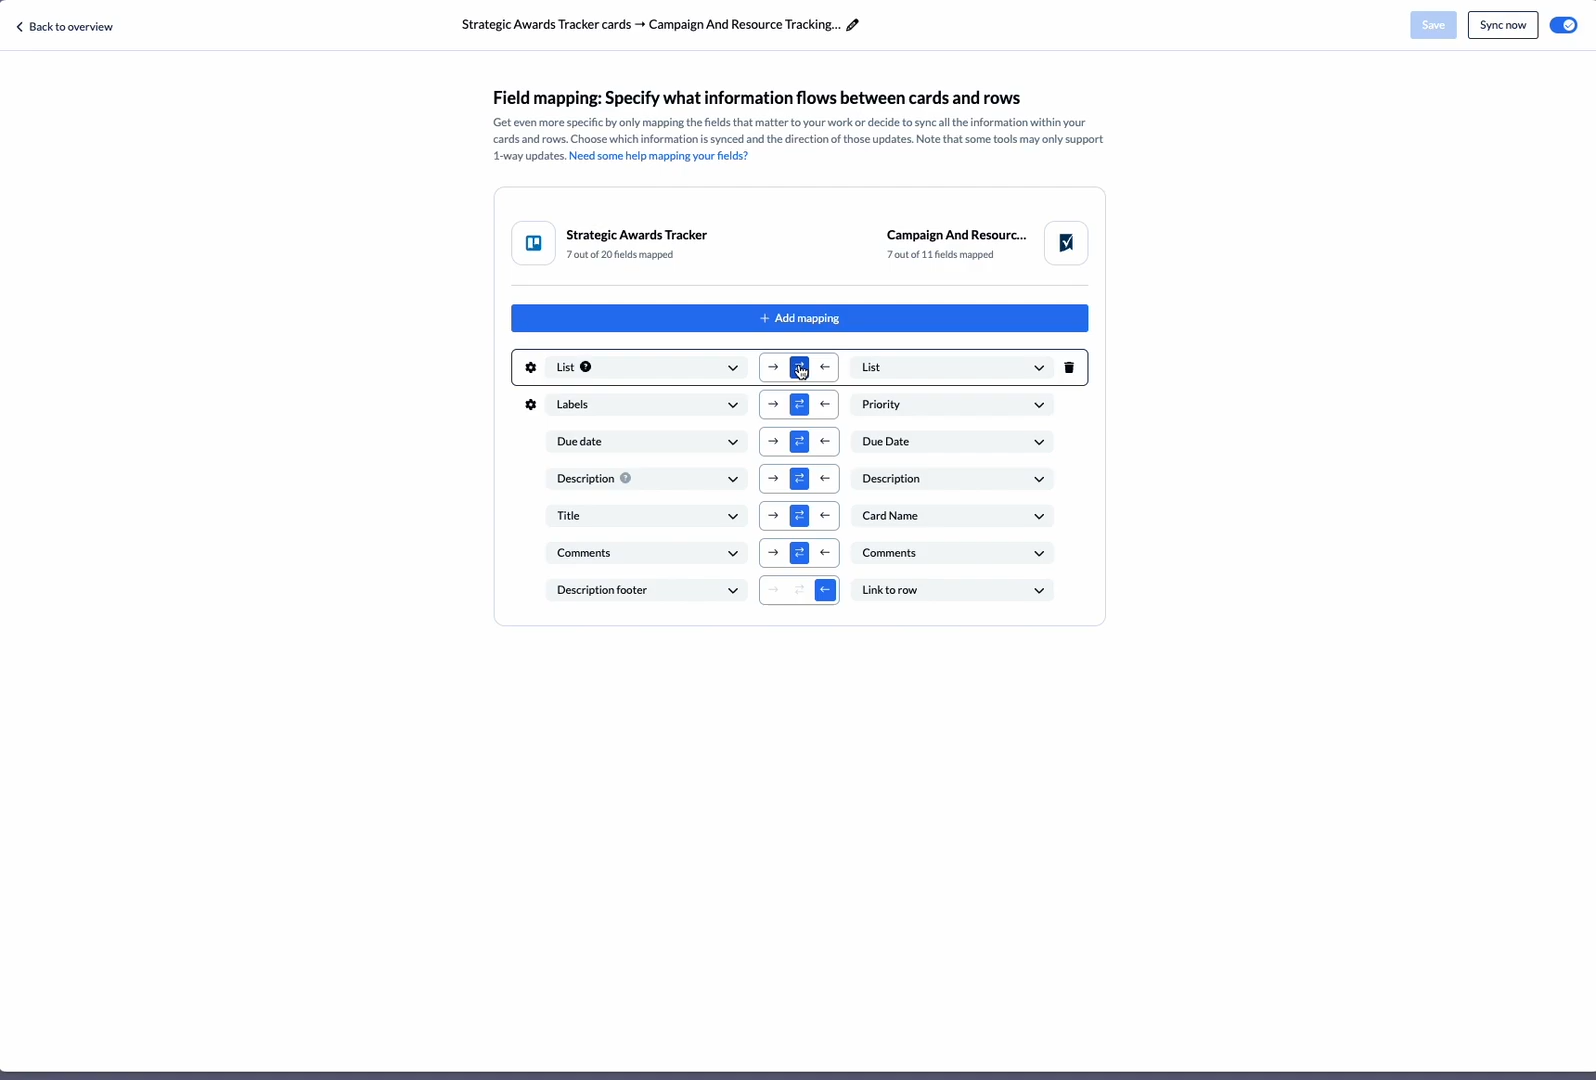 Back to overview
Strategic Awards Tracker cards → Campaign And Resource Tracking...
Save
Sync now
Field mapping: Specify what information flows between cards and rows
Get even more specific by only mapping the fields that matter to your work or decide to sync all the information within your
cards and rows. Choose which information is synced and the direction of those updates. Note that some tools may only support
1-way updates. Need some help mapping your fields?
Strategic Awards Tracker
7 out of 20 fields mapped
Campaign And Resourc...
7 out of 11 fields mapped
+ Add mapping
List ? → ← List
Labels → ⇄ ← Priority
Due date → ⇄ ← Due Date
Description ? → ⇄ ← Description
Title → ⇄ ← Card Name
Comments → ⇄ ← Comments
Description footer → ⇄ ← Link to row